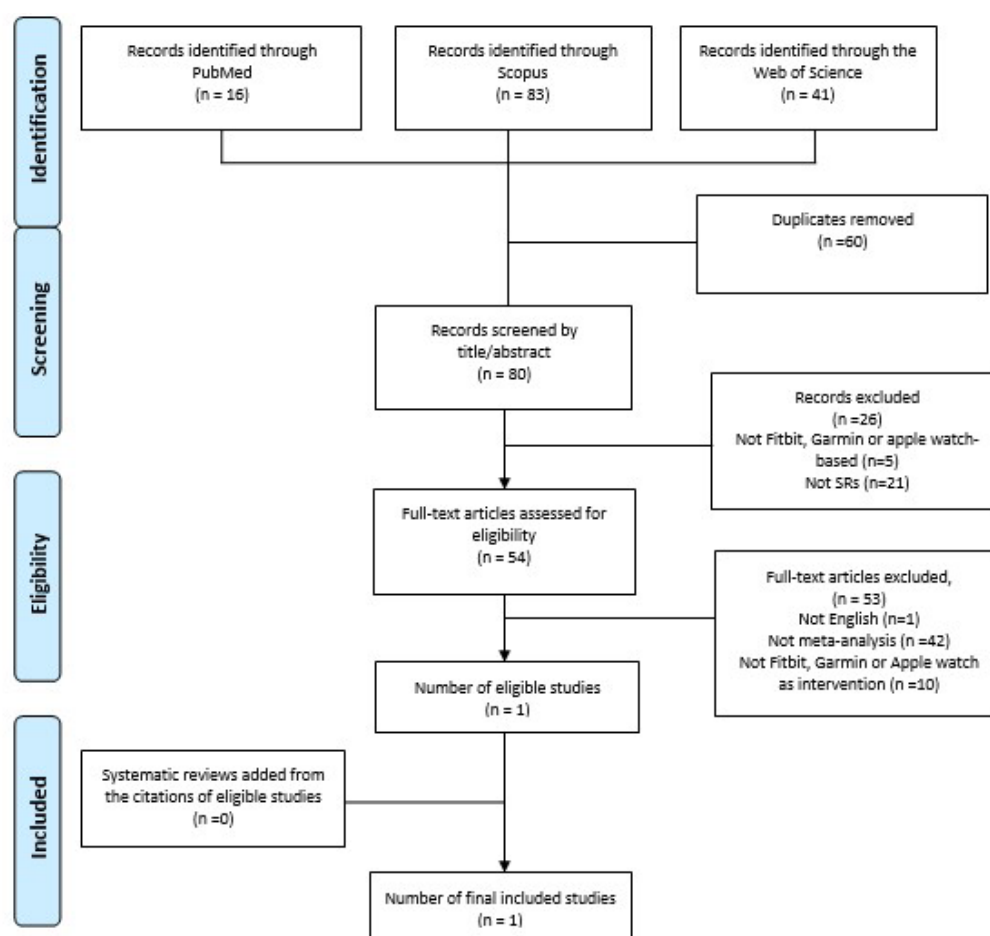 Identification
Records identified through
PubMed
(n = 16)
Records identified through
Scopus
(n = 83)
Records identified through the
Web of Science
(n = 41)
Duplicates removed
(n =60)
Screening
Records screened by
title/abstract
(n = 80)
Records excluded
(n =26)
Not Fitbit, Garmin or apple watch-
based (n=5)
Not SRs (n=21)
Eligibility
Full-text articles assessed for
eligibility
(n = 54)
Full-text articles excluded,
(n = 53)
Not English (n=1)
Not meta-analysis (n =42)
Not Fitbit, Garmin or Apple watch
as intervention (n =10)
Number of eligible studies
(n = 1)
Included
Systematic reviews added from
the citations of eligible studies
(n =0)
Number of final included studies
(n = 1)